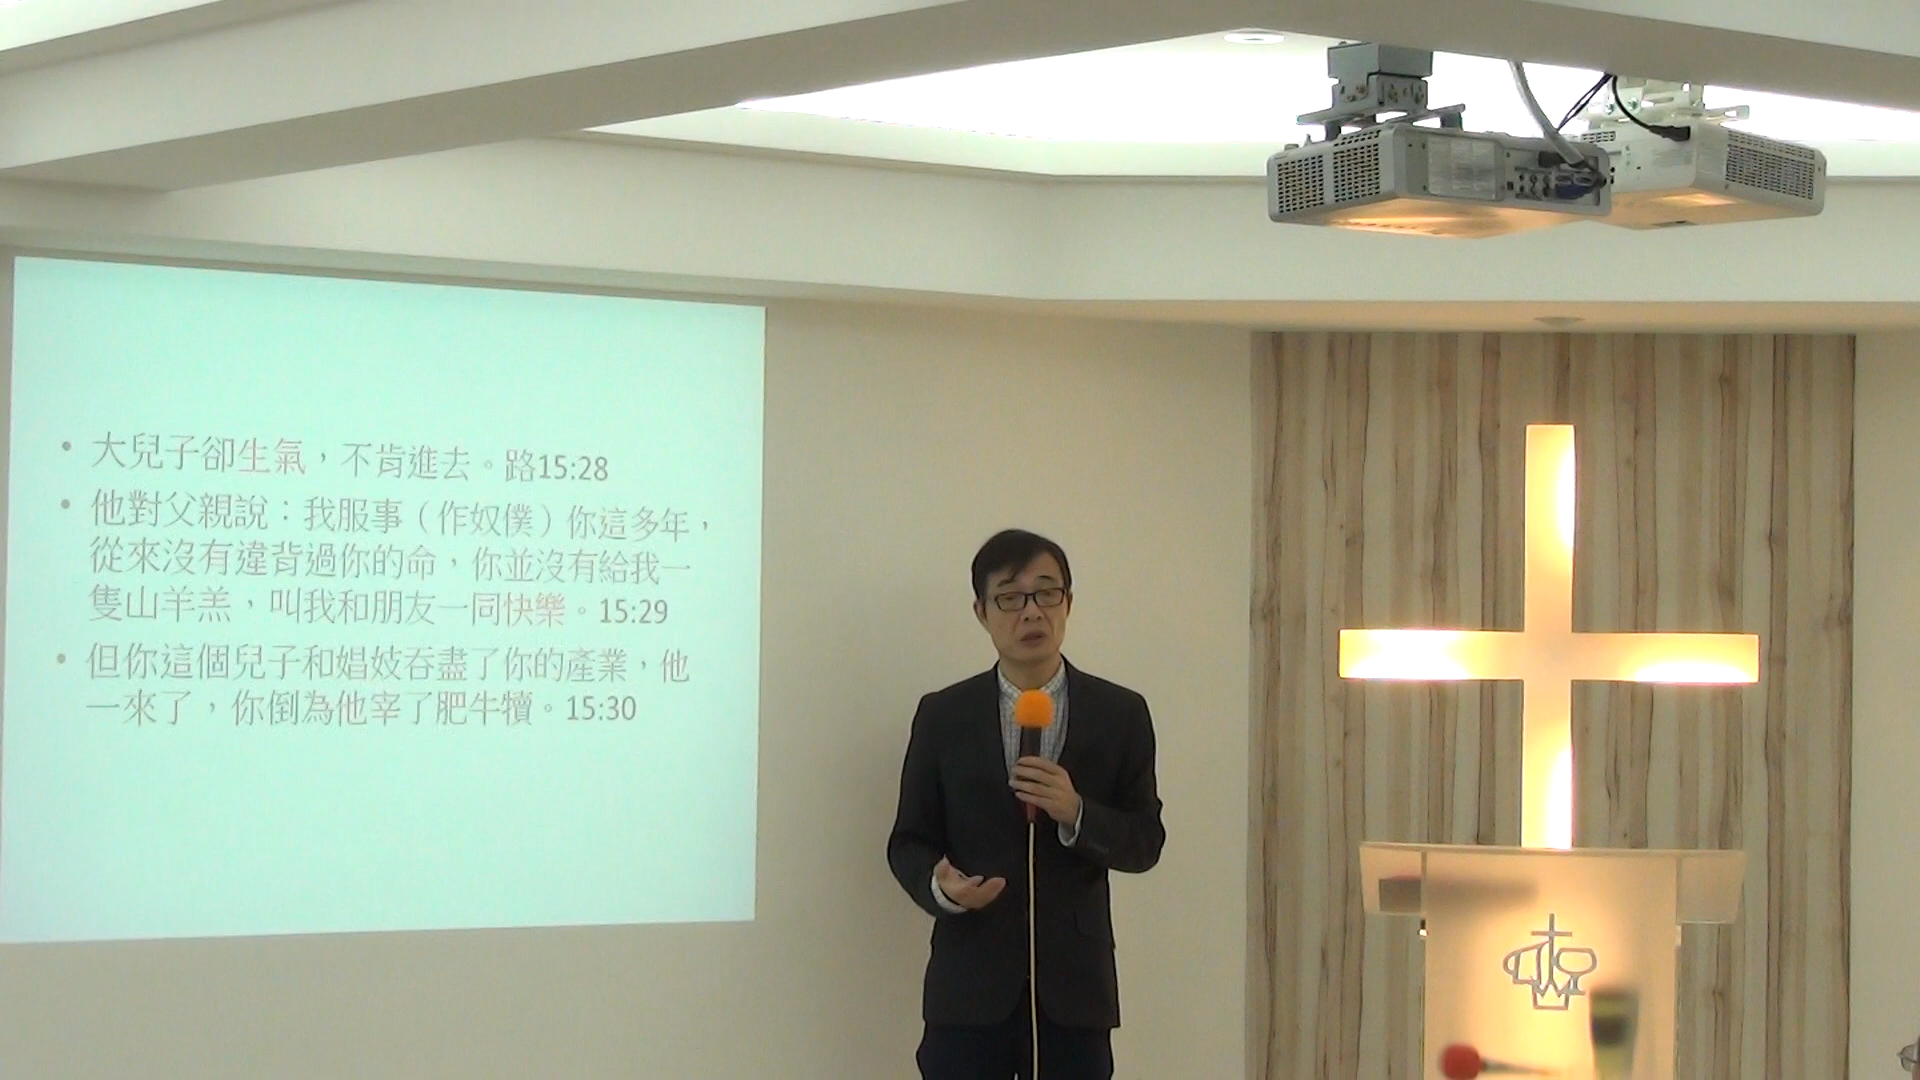 • 大兒子卻生氣，不肯進去。路15:28
• 他對父親說：我服事（作奴僕）你這多年，
從來沒有違背過你的命，你並沒有給我一
隻山羊羔，叫我和朋友一同快樂。15:29
• 但你這個兒子和娼妓吞盡了你的產業，他
一來了，你倒為他宰了肥牛犢。15:30